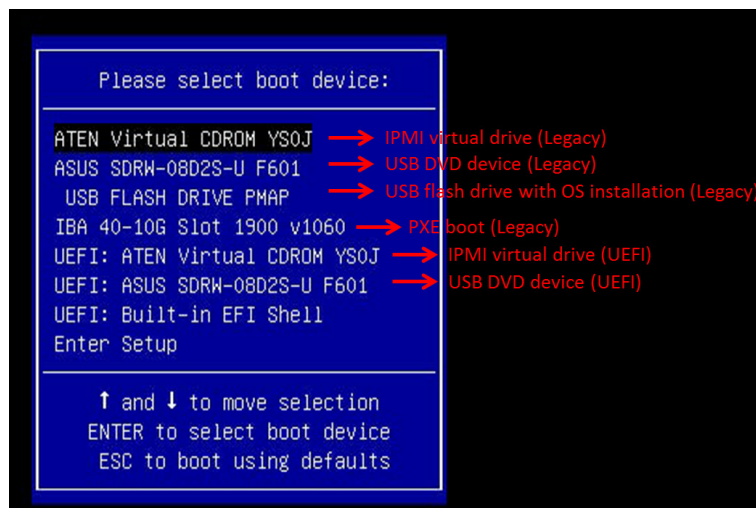 Please select boot device:
ATEN Virtual CDROM YS0J IPMI virtual drive (Legacy)
ASUS SDRW-08D2S-U F601 USB DVD device (Legacy)
USB FLASH DRIVE PMAP USB flash drive with OS installation (Legacy)
IBA 40-10G Slot 1900 v1060 PXE boot (Legacy)
UEFI: ATEN Virtual CDROM YS0J IPMI virtual drive (UEFI)
UEFI: ASUS SDRW-08D2S-U F601 USB DVD device (UEFI)
UEFI: Built-in EFI Shell
Enter Setup
↑ and ↓ to move selection
ENTER to select boot device
ESC to boot using defaults